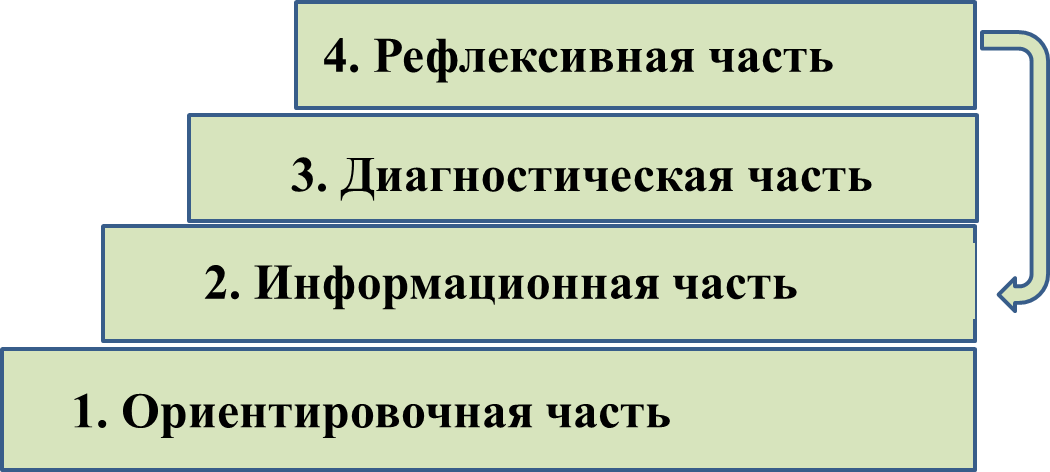 4. Рефлексивная часть
3. Диагностическая часть
2. Информационная часть
1. Ориентировочная часть